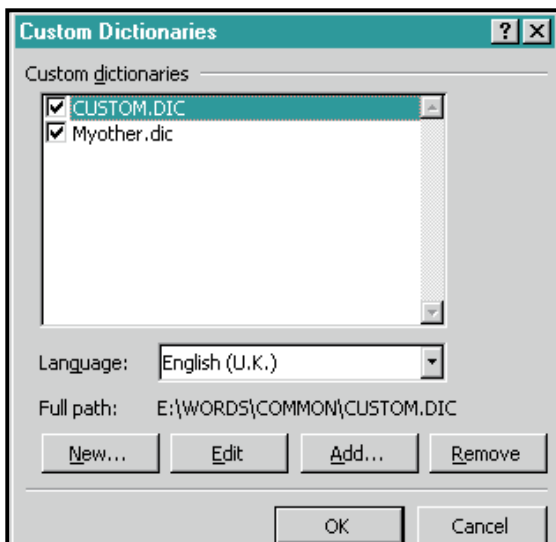 Custom Dictionaries ? X
Custom dictionaries
CUSTOM.DIC
Myother.dic
Language: English (U.K.)
Full path: E:\WORDS\COMMON\CUSTOM.DIC
New... Edit Add... Remove
OK Cancel